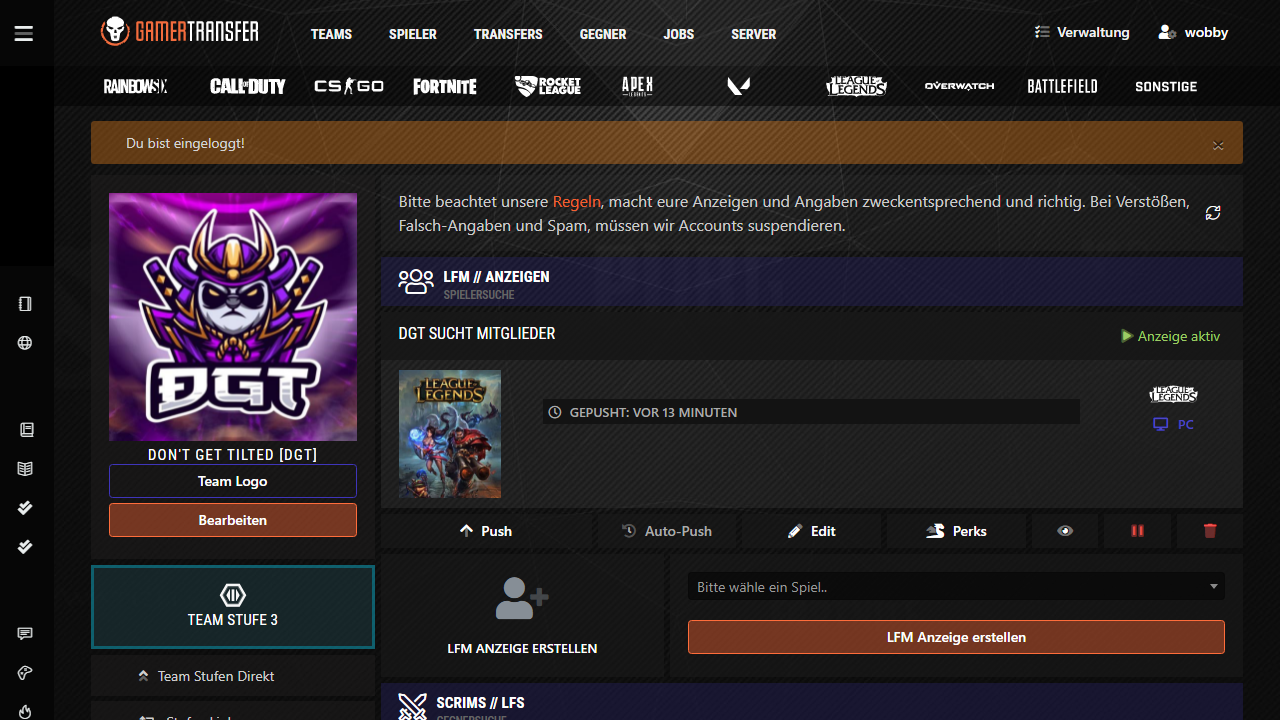 GAMERTRANSFER
TEAMS
SPIELER
TRANSFERS
GEGNER
JOBS
SERVER
Verwaltung
wobby
RAINBOWSIX
CALL OF DUTY
CS GO
FORTNITE
ROCKET LEAGUE
APEX LEGENDS
LEAGUE OF LEGENDS
OVERWATCH
BATTLEFIELD
SONSTIGE
Du bist eingeloggt!
×
ĐGT
DON'T GET TILTED [DGT]
Team Logo
Bearbeiten
TEAM STUFE 3
Team Stufen Direkt
Bitte beachtet unsere Regeln, macht eure Anzeigen und Angaben zweckentsprechend und richtig. Bei Verstößen,
Falsch-Angaben und Spam, müssen wir Accounts suspendieren.
LFM // ANZEIGEN
SPIELERSUCHE
DGT SUCHT MITGLIEDER
Anzeige aktiv
LEAGUE OF LEGENDS
GEPUSHT: VOR 13 MINUTEN
LEAGUE OF LEGENDS
PC
Push
Auto-Push
Edit
Perks
LFM ANZEIGE ERSTELLEN
Bitte wähle ein Spiel..
LFM Anzeige erstellen
SCRIMS // LFS
GEGNERSUCHE